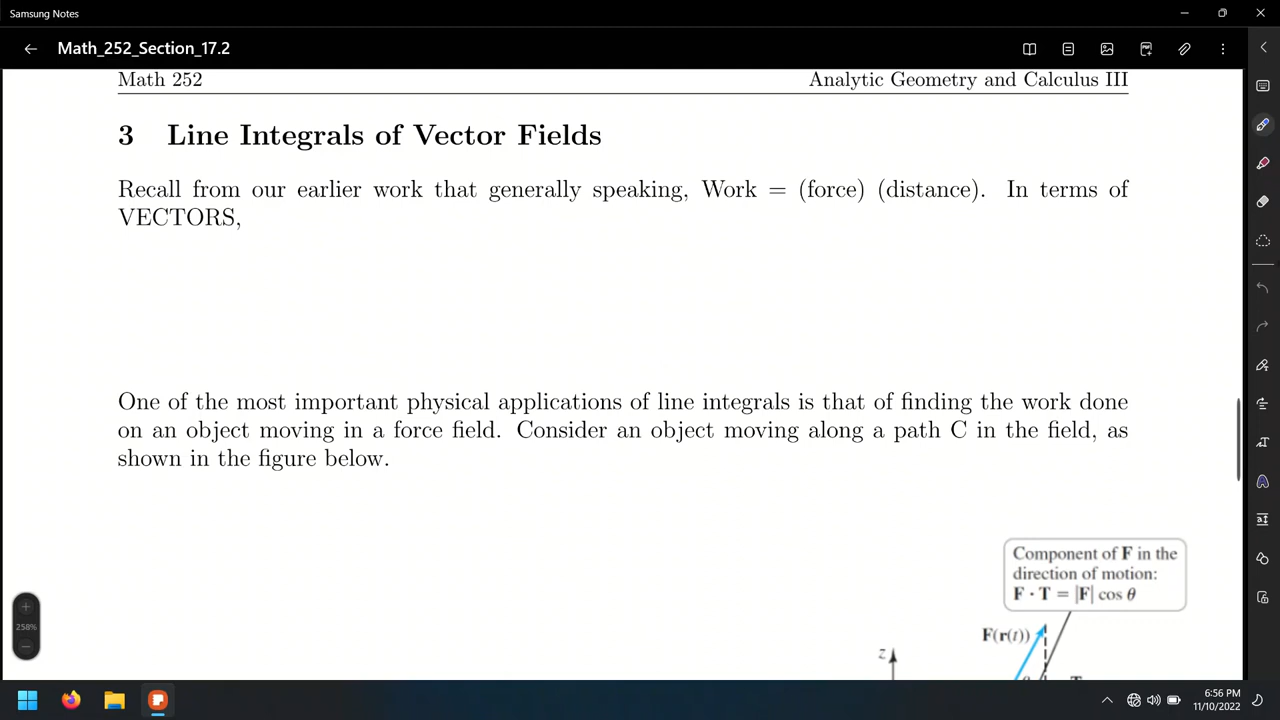 Samsung Notes
Math_252_Section_17.2
Math 252 Analytic Geometry and Calculus III
3 Line Integrals of Vector Fields
Recall from our earlier work that generally speaking, Work = (force) (distance). In terms of
VECTORS,
One of the most important physical applications of line integrals is that of finding the work done
on an object moving in a force field. Consider an object moving along a path C in the field, as
shown in the figure below.
Component of F in the
direction of motion:
F · T = |F| cos θ
F(r(t))
z
258%
6:56 PM
11/10/2022